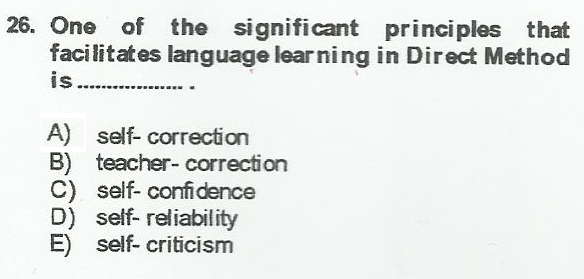 26. One of the significant principles that
facilitates language learning in Direct Method
is................... .
A) self- correction
B) teacher- correction
C) self- confidence
D) self- reliability
E) self- criticism